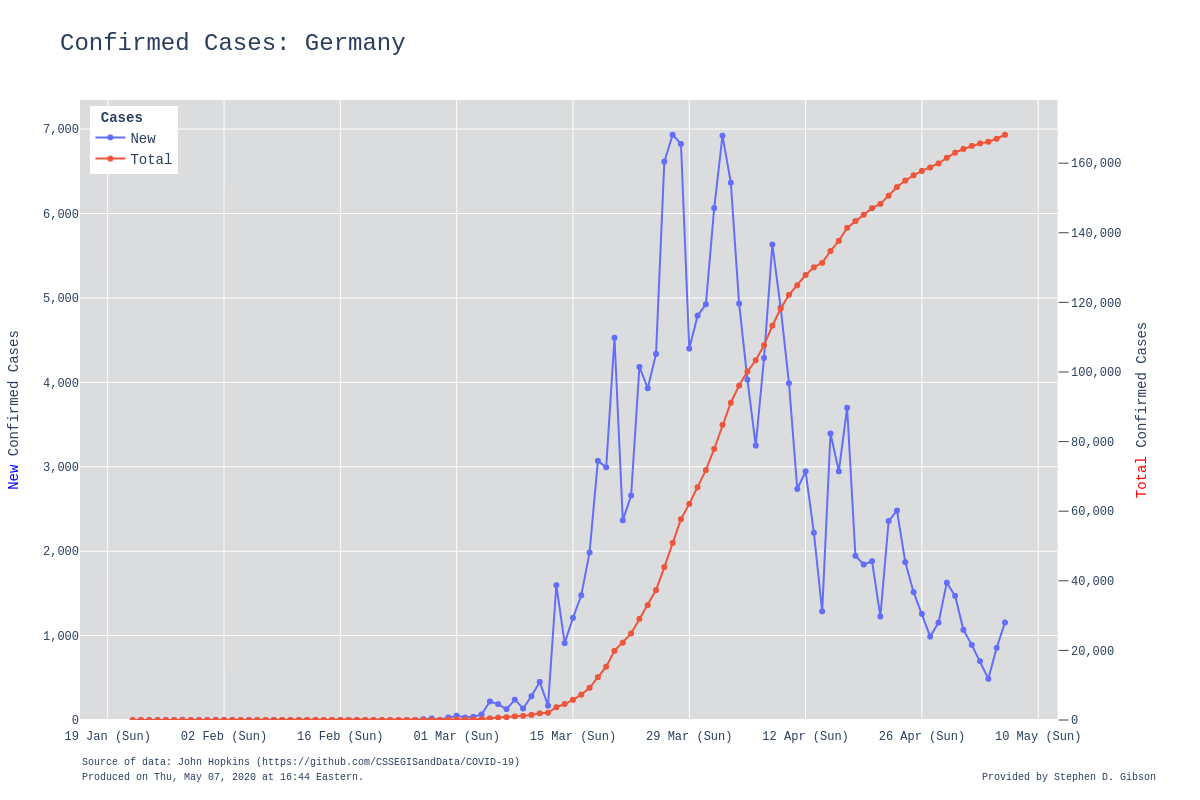 Confirmed Cases: Germany
Cases
New
Total
7,000
6,000
5,000
4,000
3,000
2,000
1,000
0
New Confirmed Cases
160,000
140,000
120,000
100,000
80,000
60,000
40,000
20,000
0
Total Confirmed Cases
19 Jan (Sun)
02 Feb (Sun)
16 Feb (Sun)
01 Mar (Sun)
15 Mar (Sun)
29 Mar (Sun)
12 Apr (Sun)
26 Apr (Sun)
10 May (Sun)
Source of data: John Hopkins (https://github.com/CSSEGISandData/COVID-19)
Produced on Thu, May 07, 2020 at 16:44 Eastern.
Provided by Stephen D. Gibson